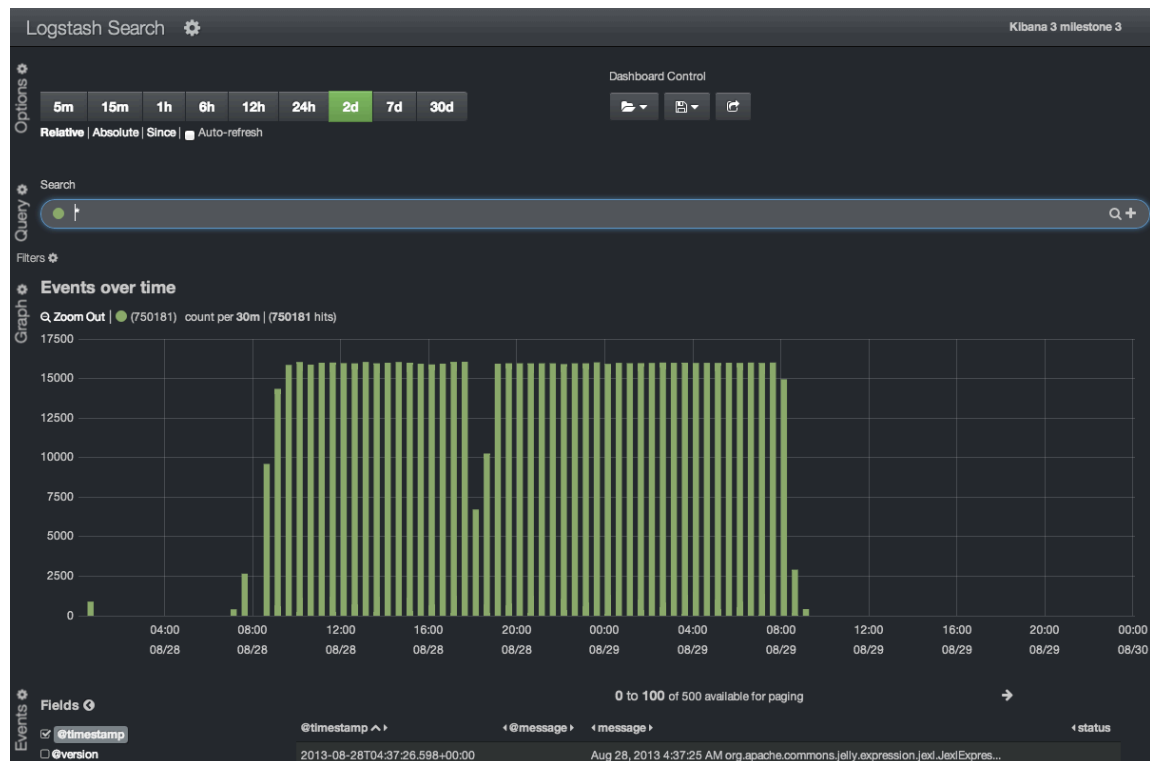 Logstash Search
Kibana 3 milestone 3
Options
Dashboard Control
5m 15m 1h 6h 12h 24h 2d 7d 30d
Relative | Absolute | Since | Auto-refresh
Query
Search
*
Filters
Graph
Events over time
Zoom Out | (750181) count per 30m | (750181 hits)
17500
15000
12500
10000
7500
5000
2500
0
04:00 08:00 12:00 16:00 20:00 00:00 04:00 08:00 12:00 16:00 20:00 00:00
08/28 08/28 08/28 08/28 08/28 08/29 08/29 08/29 08/29 08/29 08/29 08/30
Events
0 to 100 of 500 available for paging
Fields
@timestamp @message message status
@timestamp
@version
2013-08-28T04:37:26.598+00:00 Aug 28, 2013 4:37:25 AM org.apache.commons.jelly.expression.jexl.JexlExpres...